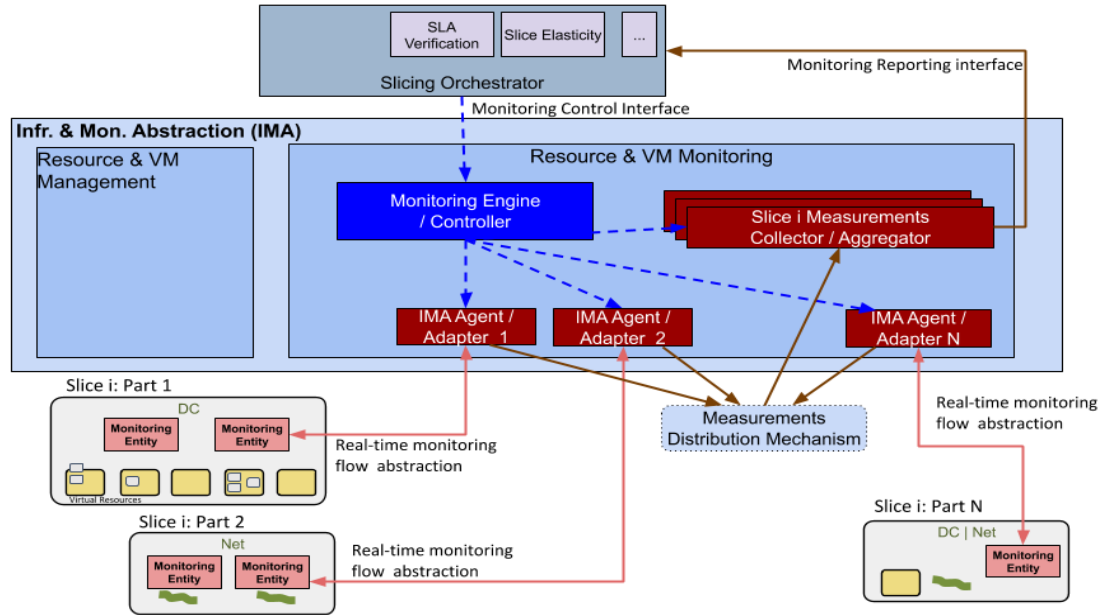 SLA
Verification
Slice Elasticity
...
Slicing Orchestrator
Monitoring Reporting interface
Monitoring Control Interface
Infr. & Mon. Abstraction (IMA)
Resource & VM
Management
Resource & VM Monitoring
Monitoring Engine
/ Controller
Slice i Measurements
Collector / Aggregator
IMA Agent /
Adapter 1
IMA Agent /
Adapter 2
IMA Agent /
Adapter N
Slice i: Part 1
DC
Monitoring
Entity
Monitoring
Entity
Virtual Resources
Real-time monitoring
flow abstraction
Measurements
Distribution Mechanism
Real-time monitoring
flow abstraction
Slice i: Part 2
Net
Monitoring
Entity
Monitoring
Entity
Real-time monitoring
flow abstraction
Slice i: Part N
DC | Net
Monitoring
Entity